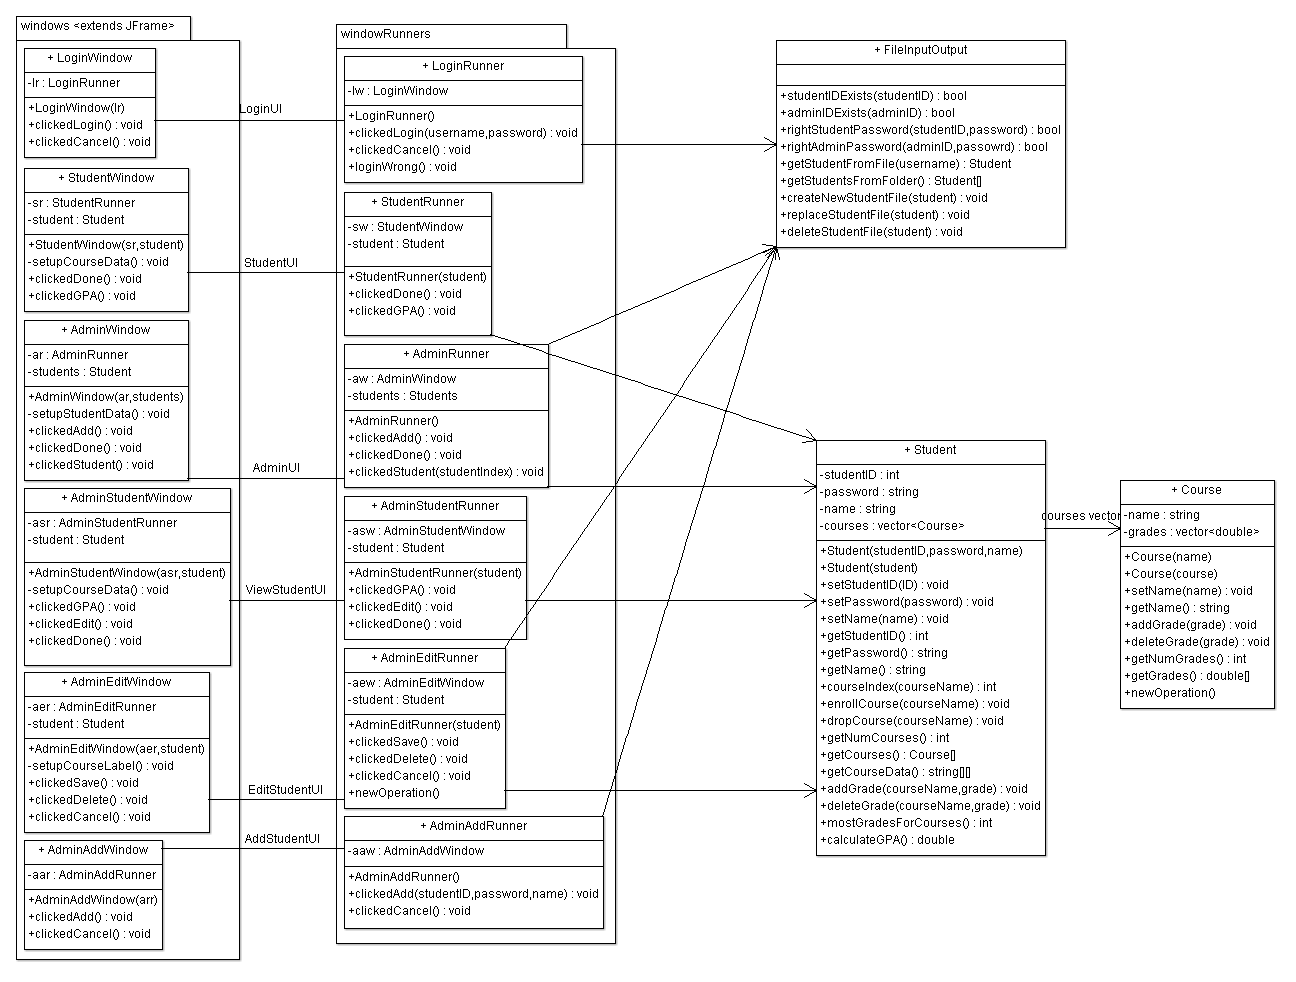 windows <extends JFrame>
+ LoginWindow
-lr : LoginRunner
+LoginWindow(lr)
+clickedLogin() : void
+clickedCancel() : void
+ StudentWindow
-sr : StudentRunner
-student : Student
+StudentWindow(sr,student)
-setupCourseData() : void
+clickedDone() : void
+clickedGPA() : void
+ AdminWindow
-ar : AdminRunner
-students : Student
+AdminWindow(ar,students)
-setupStudentData() : void
+clickedAdd() : void
+clickedDone() : void
+clickedStudent() : void
+ AdminStudentWindow
-asr : AdminStudentRunner
-student : Student
+AdminStudentWindow(asr,student)
-setupCourseData() : void
+clickedGPA() : void
+clickedEdit() : void
+clickedDone() : void
+ AdminEditWindow
-aer : AdminEditRunner
-student : Student
+AdminEditWindow(aer,student)
-setupCourseLabel() : void
+clickedSave() : void
+clickedDelete() : void
+clickedCancel() : void
+ AdminAddWindow
-aar : AdminAddRunner
+AdminAddWindow(arr)
+clickedAdd() : void
+clickedCancel() : void
LoginUI
StudentUI
AdminUI
ViewStudentUI
EditStudentUI
AddStudentUI
windowRunners
+ LoginRunner
-lw : LoginWindow
+LoginRunner()
+clickedLogin(username,password) : void
+clickedCancel() : void
+loginWrong() : void
+ StudentRunner
-sw : StudentWindow
-student : Student
+StudentRunner(student)
+clickedDone() : void
+clickedGPA() : void
+ AdminRunner
-aw : AdminWindow
-students : Students
+AdminRunner()
+clickedAdd() : void
+clickedDone() : void
+clickedStudent(studentIndex) : void
+ AdminStudentRunner
-asw : AdminStudentWindow
-student : Student
+AdminStudentRunner(student)
+clickedGPA() : void
+clickedEdit() : void
+clickedDone() : void
+ AdminEditRunner
-aew : AdminEditWindow
-student : Student
+AdminEditRunner(student)
+clickedSave() : void
+clickedDelete() : void
+clickedCancel() : void
+newOperation()
+ AdminAddRunner
-aaw : AdminAddWindow
+AdminAddRunner()
+clickedAdd(studentID,password,name) : void
+clickedCancel() : void
+ FileInputOutput
+studentIDExists(studentID) : bool
+adminIDExists(adminID) : bool
+rightStudentPassword(studentID,password) : bool
+rightAdminPassword(adminID,passowrd) : bool
+getStudentFromFile(username) : Student
+getStudentsFromFolder() : Student[]
+createNewStudentFile(student) : void
+replaceStudentFile(student) : void
+deleteStudentFile(student) : void
+ Student
-studentID : int
-password : string
-name : string
-courses : vector<Course>
+Student(studentID,password,name)
+Student(student)
+setStudentID(ID) : void
+setPassword(password) : void
+setName(name) : void
+getStudentID() : int
+getPassword() : string
+getName() : string
+courseIndex(courseName) : int
+enrollCourse(courseName) : void
+dropCourse(courseName) : void
+getNumCourses() : int
+getCourses() : Course[]
+getCourseData() : string[][]
+addGrade(courseName,grade) : void
+deleteGrade(courseName,grade) : void
+mostGradesForCourses() : int
+calculateGPA() : double
courses vector
+ Course
-name : string
-grades : vector<double>
+Course(name)
+Course(course)
+setName(name) : void
+getName() : string
+addGrade(grade) : void
+deleteGrade(grade) : void
+getNumGrades() : int
+getGrades() : double[]
+newOperation()